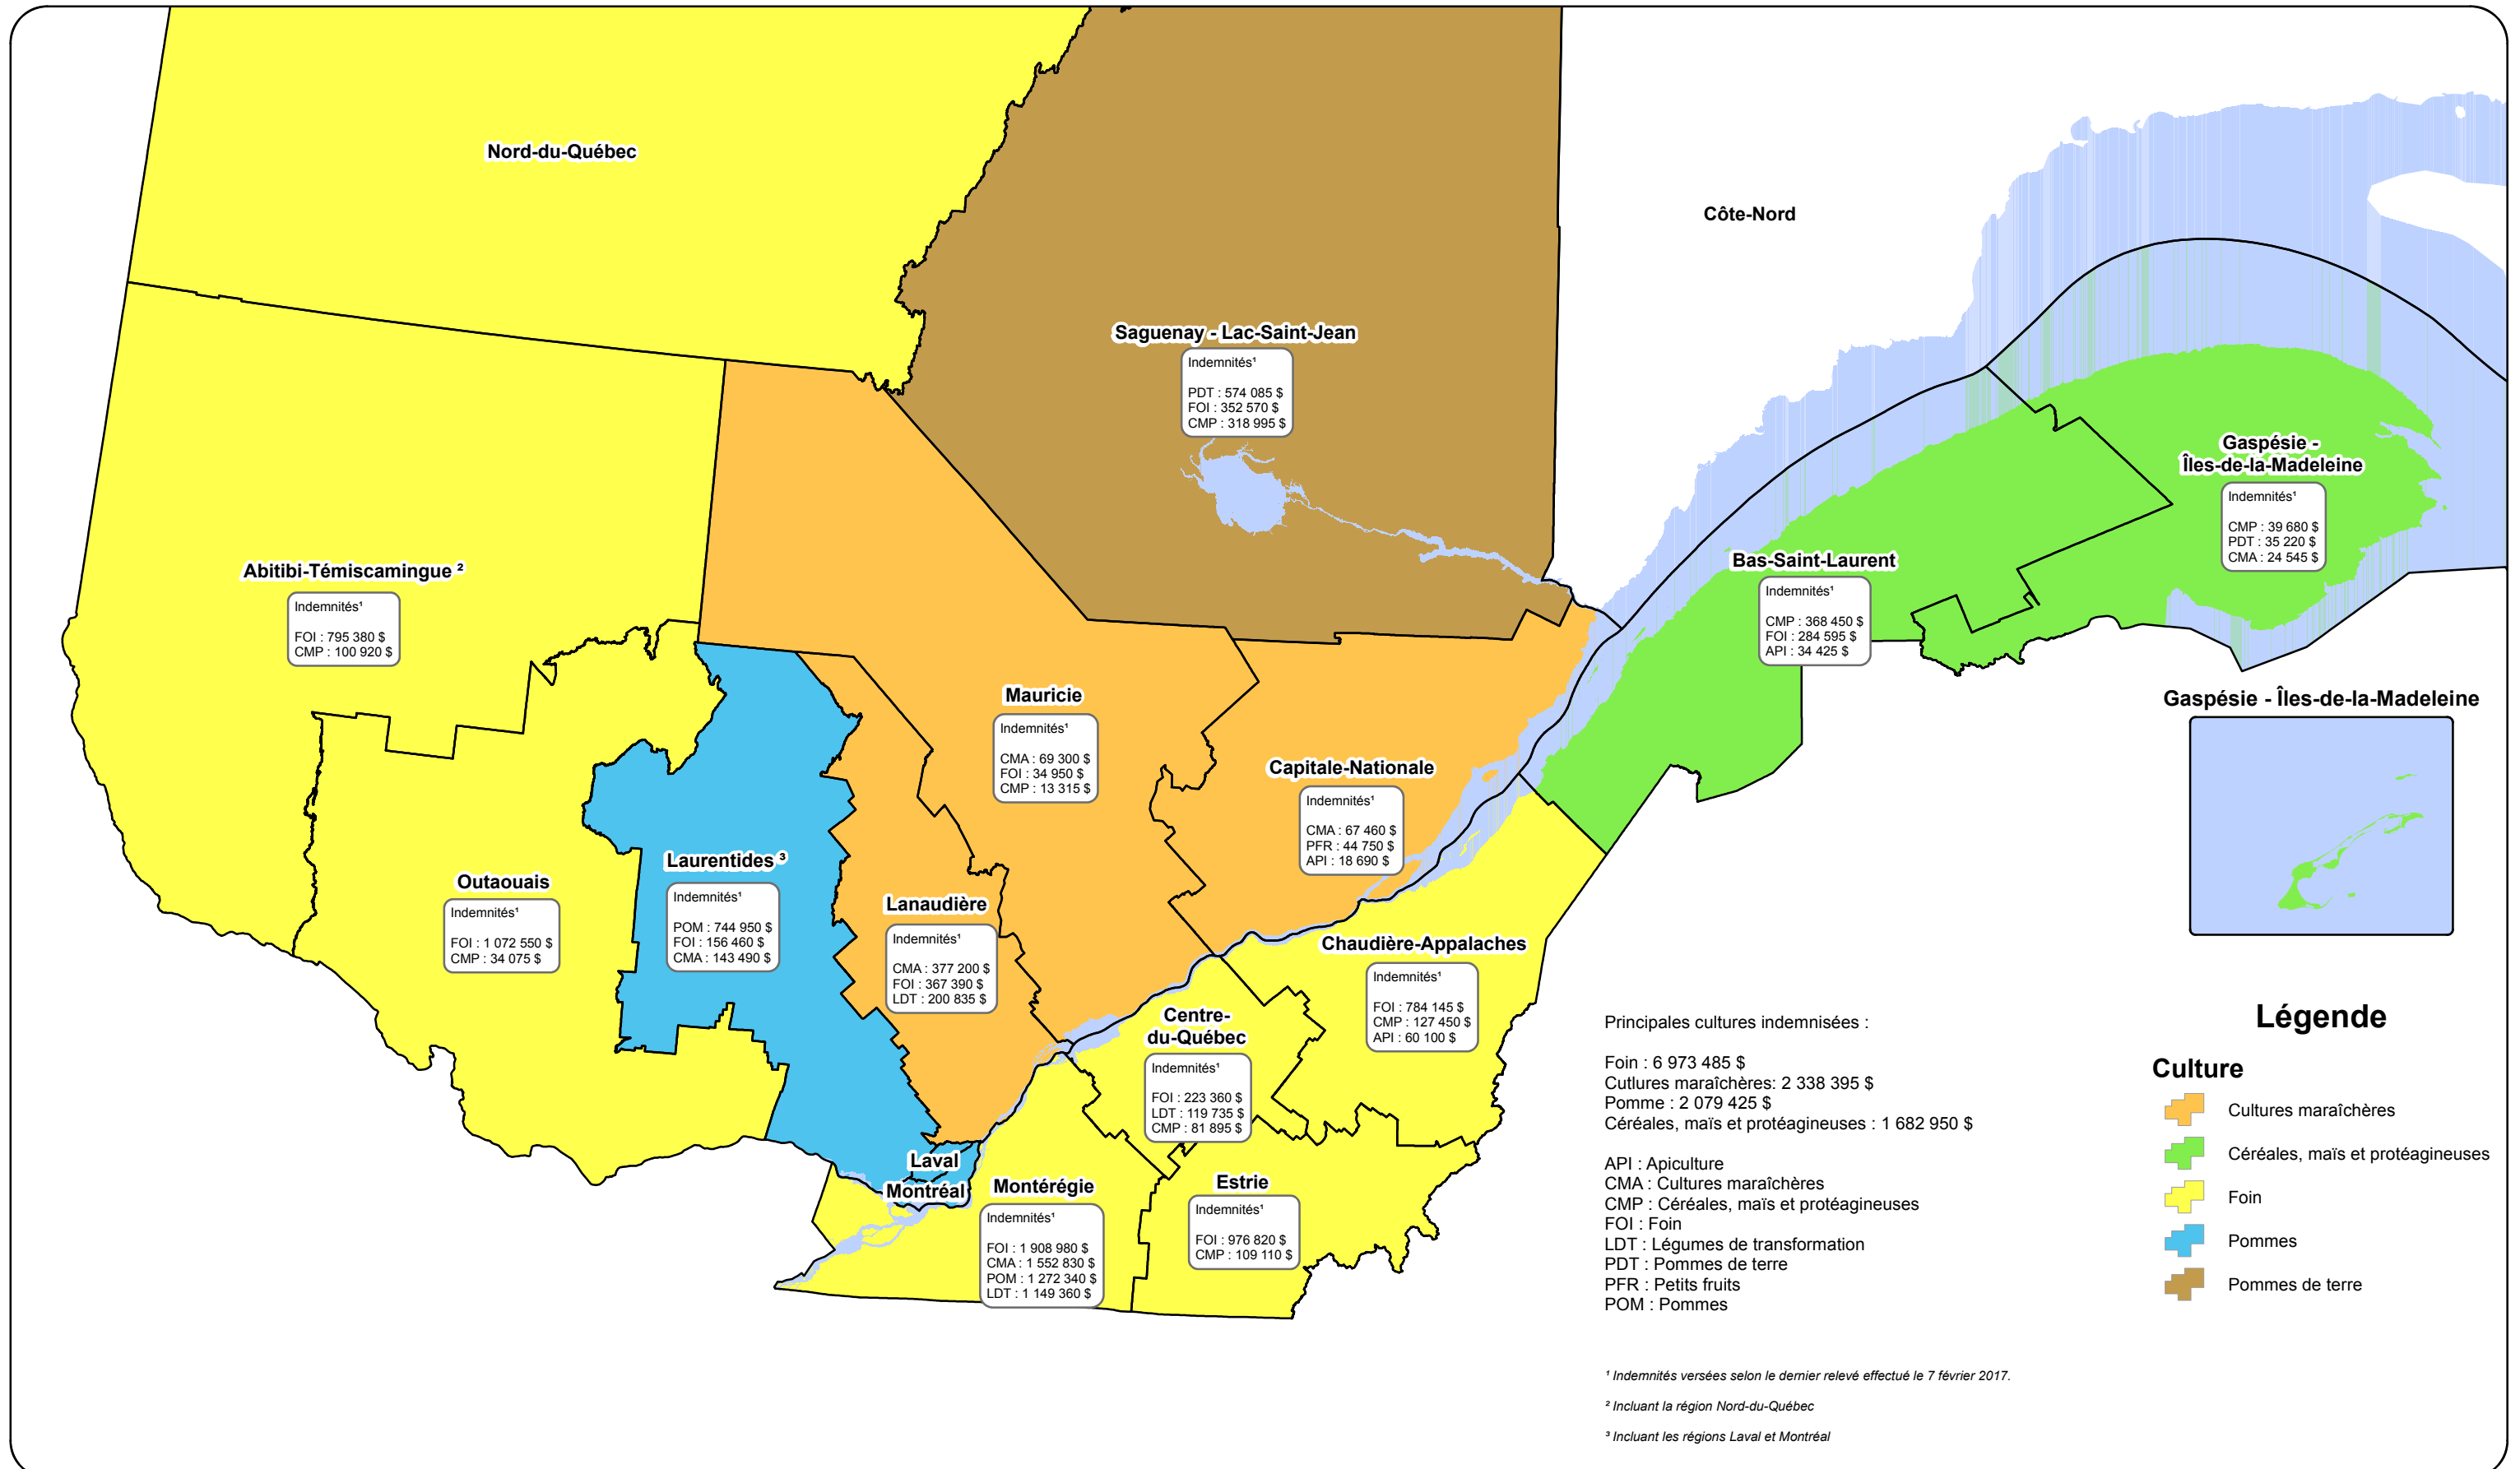 Nord-du-Québec
Côte-Nord
Saguenay - Lac-Saint-Jean
Indemnités¹
PDT : 574 085 $
FOI : 352 570 $
CMP : 318 995 $
Gaspésie -
Îles-de-la-Madeleine
Indemnités¹
CMP : 39 680 $
PDT : 35 220 $
CMA : 24 545 $
Abitibi-Témiscamingue ²
Indemnités¹
FOI : 795 380 $
CMP : 100 920 $
Bas-Saint-Laurent
Indemnités¹
CMP : 368 450 $
FOI : 284 595 $
API : 34 425 $
Mauricie
Indemnités¹
CMA : 69 300 $
FOI : 34 950 $
CMP : 13 315 $
Gaspésie - Îles-de-la-Madeleine
Capitale-Nationale
Indemnités¹
CMA : 67 460 $
PFR : 44 750 $
API : 18 690 $
Outaouais
Indemnités¹
FOI : 1 072 550 $
CMP : 34 075 $
Laurentides ³
Indemnités¹
POM : 744 950 $
FOI : 156 460 $
CMA : 143 490 $
Lanaudière
Indemnités¹
CMA : 377 200 $
FOI : 367 390 $
LDT : 200 835 $
Chaudière-Appalaches
Indemnités¹
FOI : 784 145 $
CMP : 127 450 $
API : 60 100 $
Centre-
du-Québec
Indemnités¹
FOI : 223 360 $
LDT : 119 735 $
CMP : 81 895 $
Laval
Montréal
Montérégie
Indemnités¹
FOI : 1 908 980 $
CMA : 1 552 830 $
POM : 1 272 340 $
LDT : 1 149 360 $
Estrie
Indemnités¹
FOI : 976 820 $
CMP : 109 110 $
Principales cultures indemnisées :
Foin : 6 973 485 $
Cutlures maraîchères: 2 338 395 $
Pomme : 2 079 425 $
Céréales, maïs et protéagineuses : 1 682 950 $
API : Apiculture
CMA : Cultures maraîchères
CMP : Céréales, maïs et protéagineuses
FOI : Foin
LDT : Légumes de transformation
PDT : Pommes de terre
PFR : Petits fruits
POM : Pommes
Légende
Culture
Cultures maraîchères
Céréales, maïs et protéagineuses
Foin
Pommes
Pommes de terre
¹ Indemnités versées selon le dernier relevé effectué le 7 février 2017.
² Incluant la région Nord-du-Québec
³ Incluant les régions Laval et Montréal